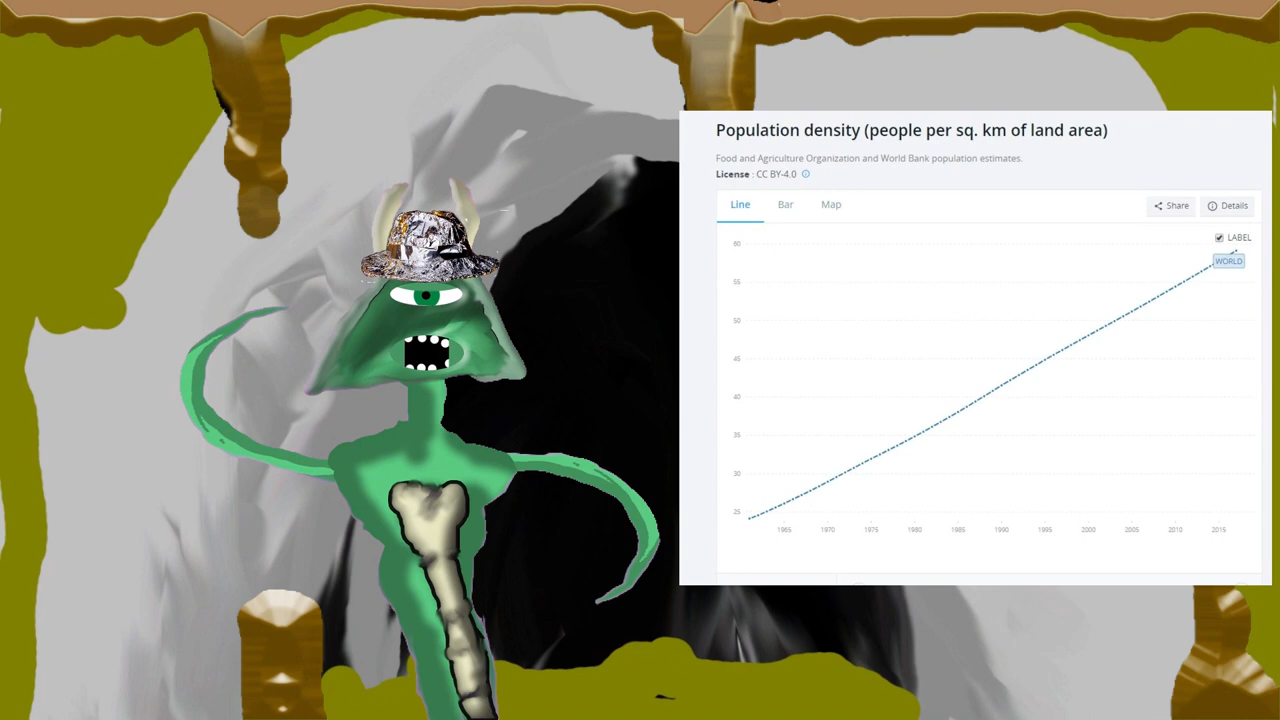 Population density (people per sq. km of land area)
Food and Agriculture Organization and World Bank population estimates.
License : CC BY-4.0
Line Bar Map Share Details
LABEL
WORLD
60
55
50
45
40
35
30
25
1965 1970 1975 1980 1985 1990 1995 2000 2005 2010 2015